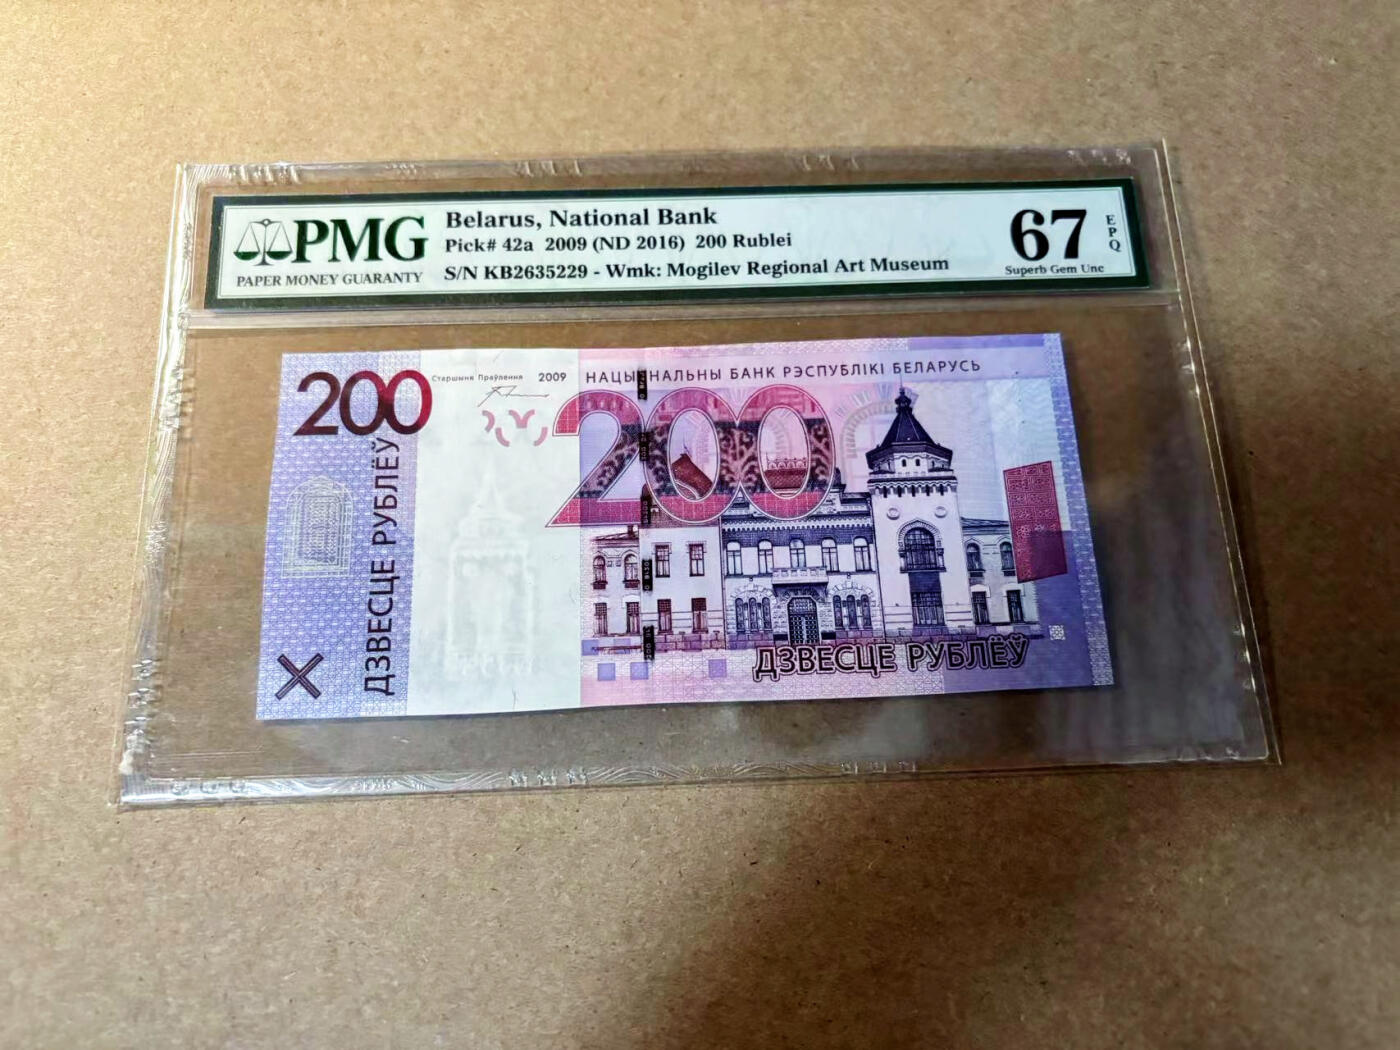 PMG
PAPER MONEY GUARANTY
Belarus, National Bank
Pick# 42a 2009 (ND 2016) 200 Rublei
S/N KB2635229 - Wmk: Mogilev Regional Art Museum
67
EPQ
Superb Gem Unc
200
Старшыня Праўлення 2009
НАЦЫЯНАЛЬНЫ БАНК РЭСПУБЛІКІ БЕЛАРУСЬ
200
ДЗВЕСЦЕ РУБЛЁЎ
ДЗВЕСЦЕ РУБЛЁЎ